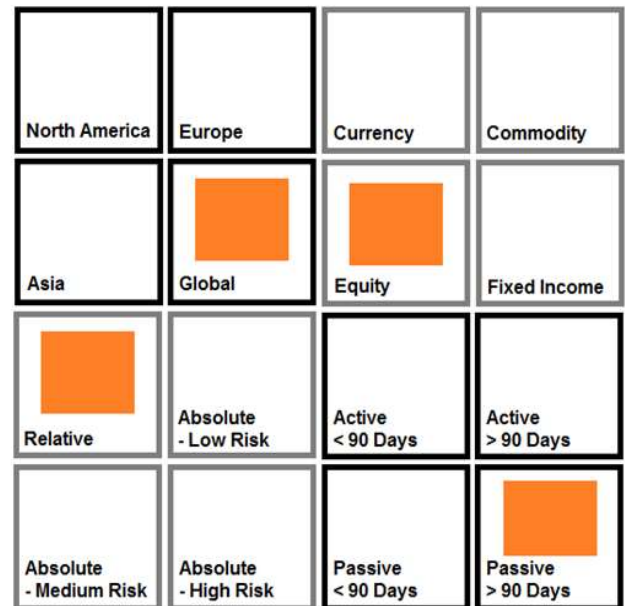 North America
Europe
Currency
Commodity
Asia
Global
Equity
Fixed Income
Relative
Absolute
- Low Risk
Active
< 90 Days
Active
> 90 Days
Absolute
- Medium Risk
Absolute
- High Risk
Passive
< 90 Days
Passive
> 90 Days